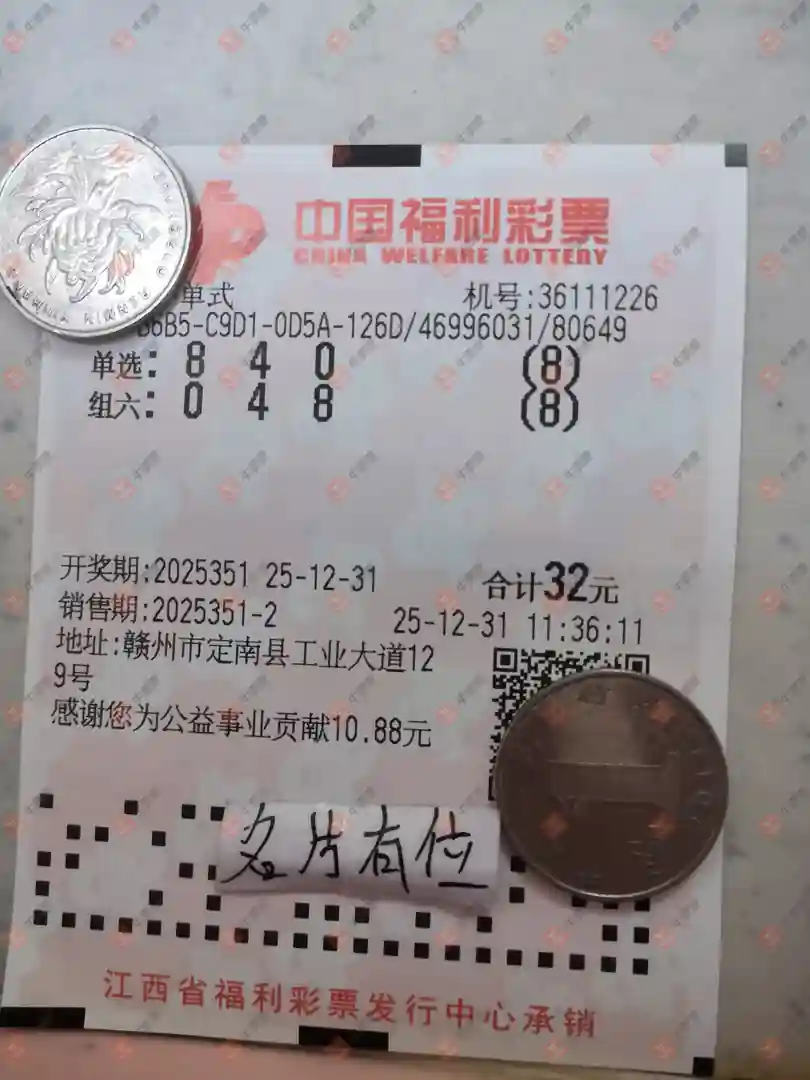 中国福利彩票
CHINA WELFARE LOTTERY
单式 机号:36111226
B6B5-C9D1-0D5A-126D/46996031/80649
单选: 8 4 0 (8)
组六: 0 4 8 (8)
开奖期:2025351 25-12-31 合计32元
销售期:2025351-2 25-12-31 11:36:11
地址:赣州市定南县工业大道12
9号
感谢您为公益事业贡献10.88元
名片有位
江西省福利彩票发行中心承销